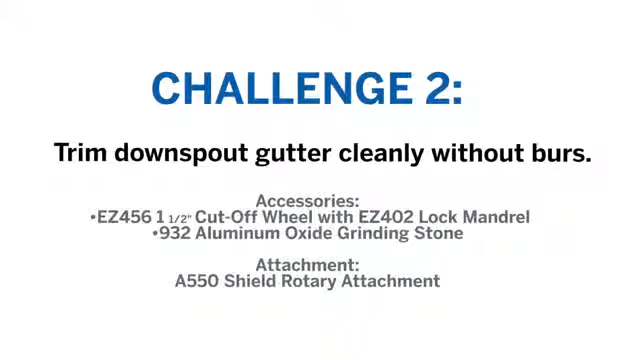 CHALLENGE 2:
Trim downspout gutter cleanly without burs.
Accessories:
•EZ456 1 1/2" Cut-Off Wheel with EZ402 Lock Mandrel
•932 Aluminum Oxide Grinding Stone
Attachment:
A550 Shield Rotary Attachment